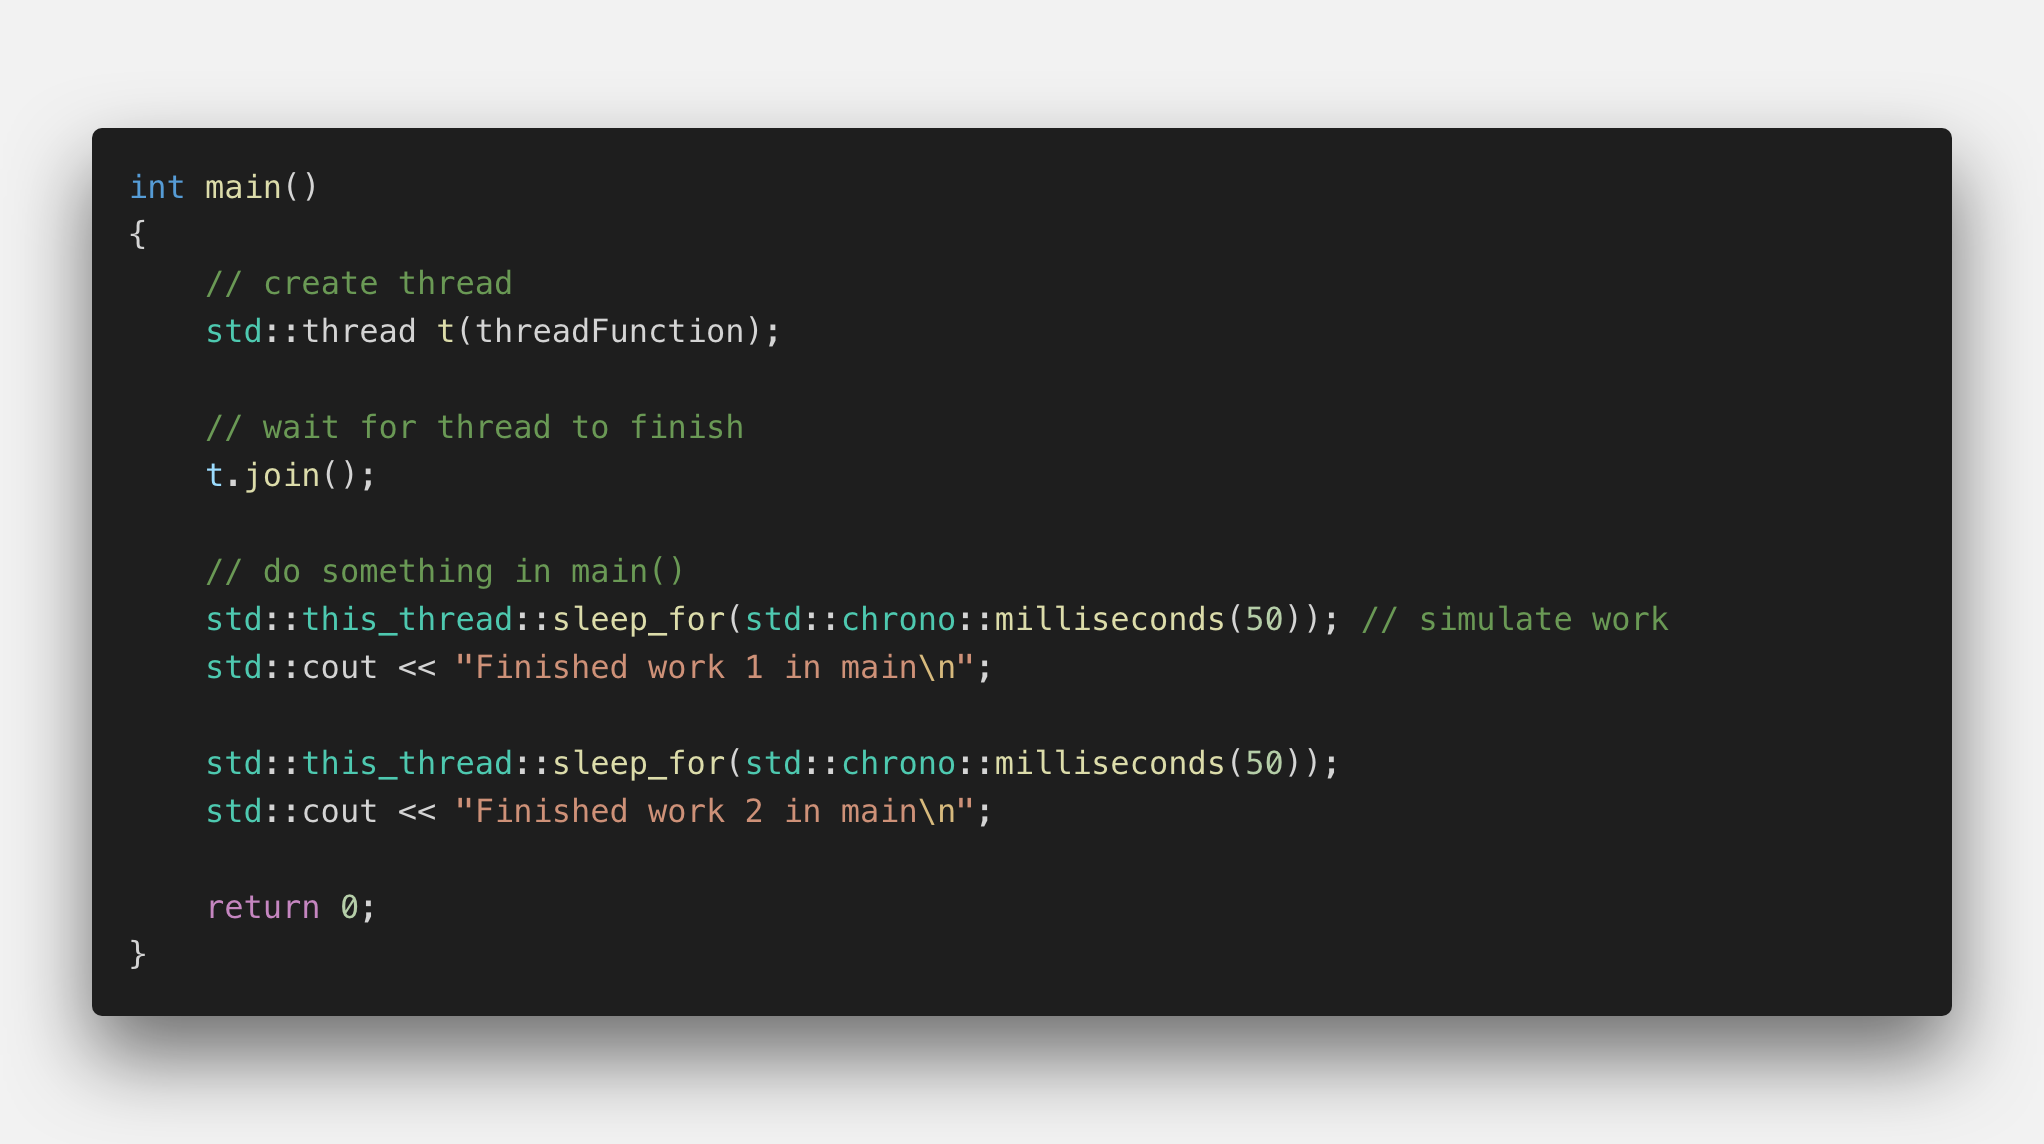 int main()
{
    // create thread
    std::thread t(threadFunction);

    // wait for thread to finish
    t.join();

    // do something in main()
    std::this_thread::sleep_for(std::chrono::milliseconds(50)); // simulate work
    std::cout << "Finished work 1 in main\n";

    std::this_thread::sleep_for(std::chrono::milliseconds(50));
    std::cout << "Finished work 2 in main\n";

    return 0;
}